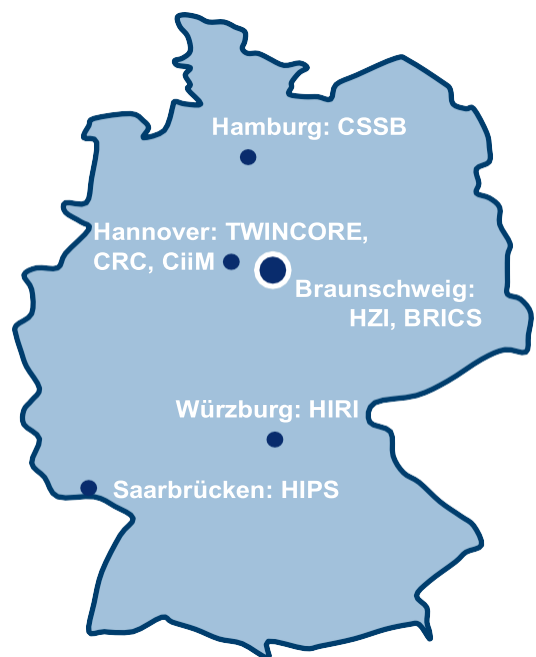 Hamburg: CSSB
Hannover: TWINCORE,
CRC, CiiM
Braunschweig:
HZI, BRICS
Würzburg: HIRI
Saarbrücken: HIPS